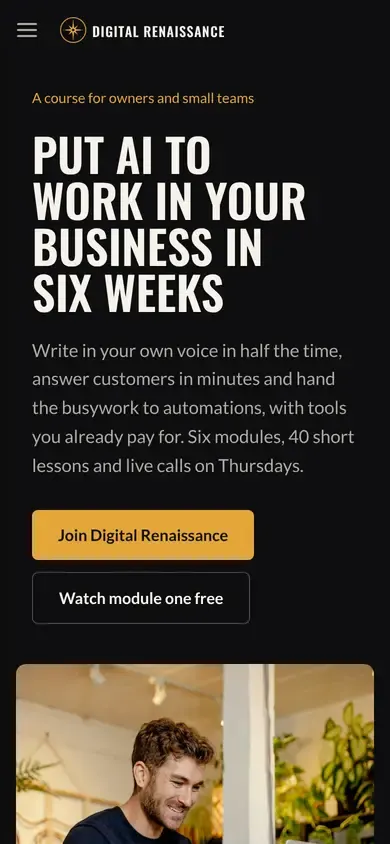 DIGITAL RENAISSANCE
A course for owners and small teams
PUT AI TO
WORK IN YOUR
BUSINESS IN
SIX WEEKS
Write in your own voice in half the time,
answer customers in minutes and hand
the busywork to automations, with tools
you already pay for. Six modules, 40 short
lessons and live calls on Thursdays.
Join Digital Renaissance
Watch module one free